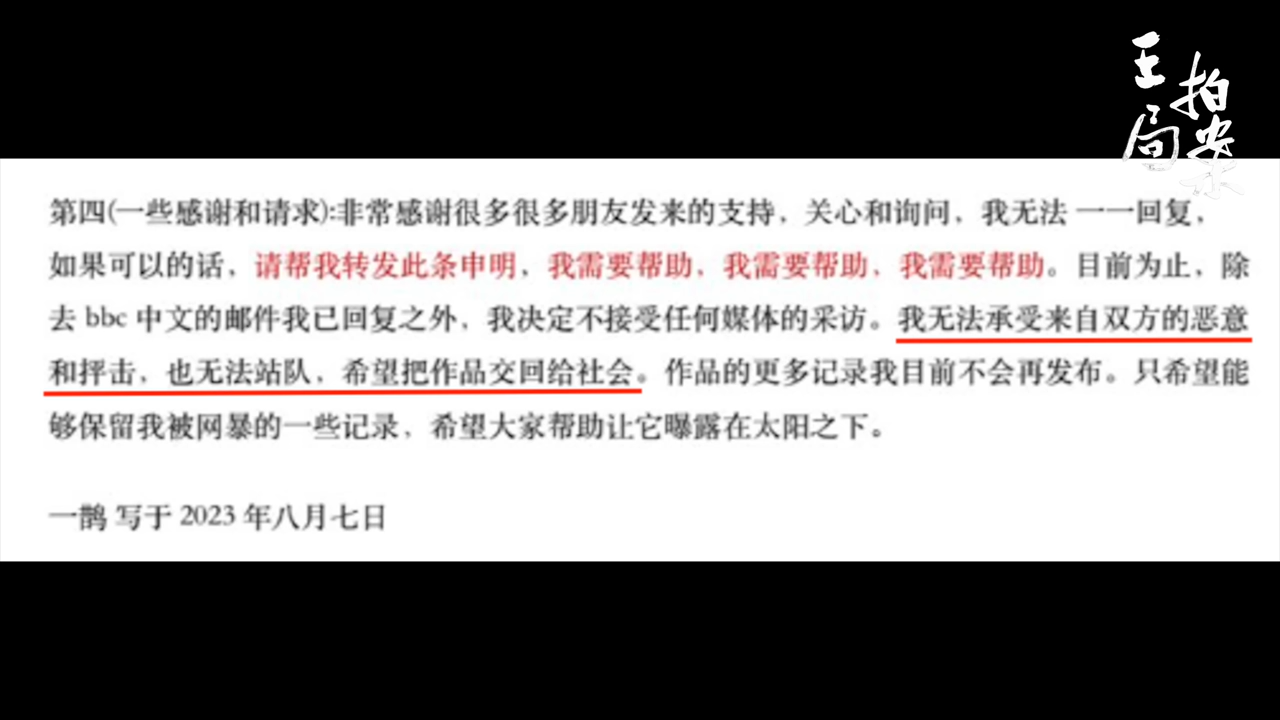 王局拍案
第四(一些感谢和请求):非常感谢很多很多朋友发来的支持，关心和询问，我无法 一一回复，
如果可以的话，请帮我转发此条申明，我需要帮助，我需要帮助，我需要帮助。目前为止，除
去 bbc 中文的邮件我已回复之外，我决定不接受任何媒体的采访。我无法承受来自双方的恶意
和抨击，也无法站队，希望把作品交回给社会。作品的更多记录我目前不会再发布。只希望能
够保留我被网暴的一些记录，希望大家帮助让它曝露在太阳之下。
一鹊 写于 2023 年八月七日